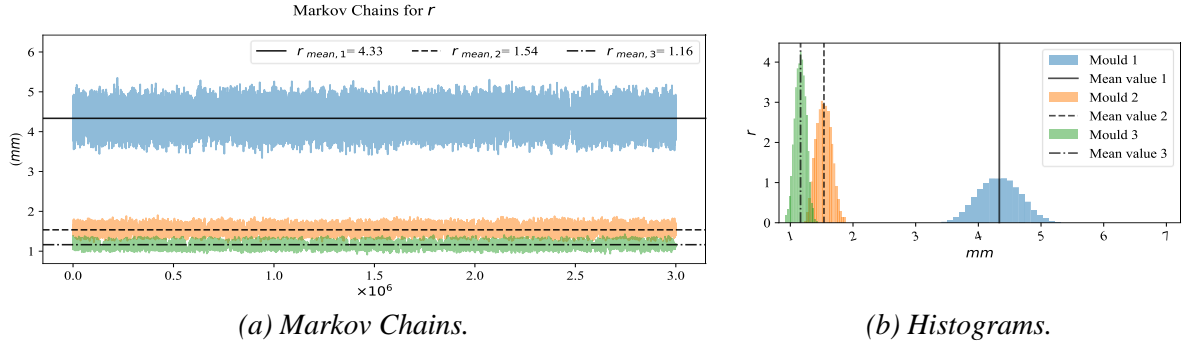 Markov Chains for r
r mean,1= 4.33
r mean,2= 1.54
r mean,3= 1.16
6
5
4
3
2
1
(mm)
0.0 0.5 1.0 1.5 2.0 2.5 3.0
×10⁶
(a) Markov Chains.
Mould 1
Mean value 1
Mould 2
Mean value 2
Mould 3
Mean value 3
4
3
2
1
0
r
1 2 3 4 5 6 7
mm
(b) Histograms.